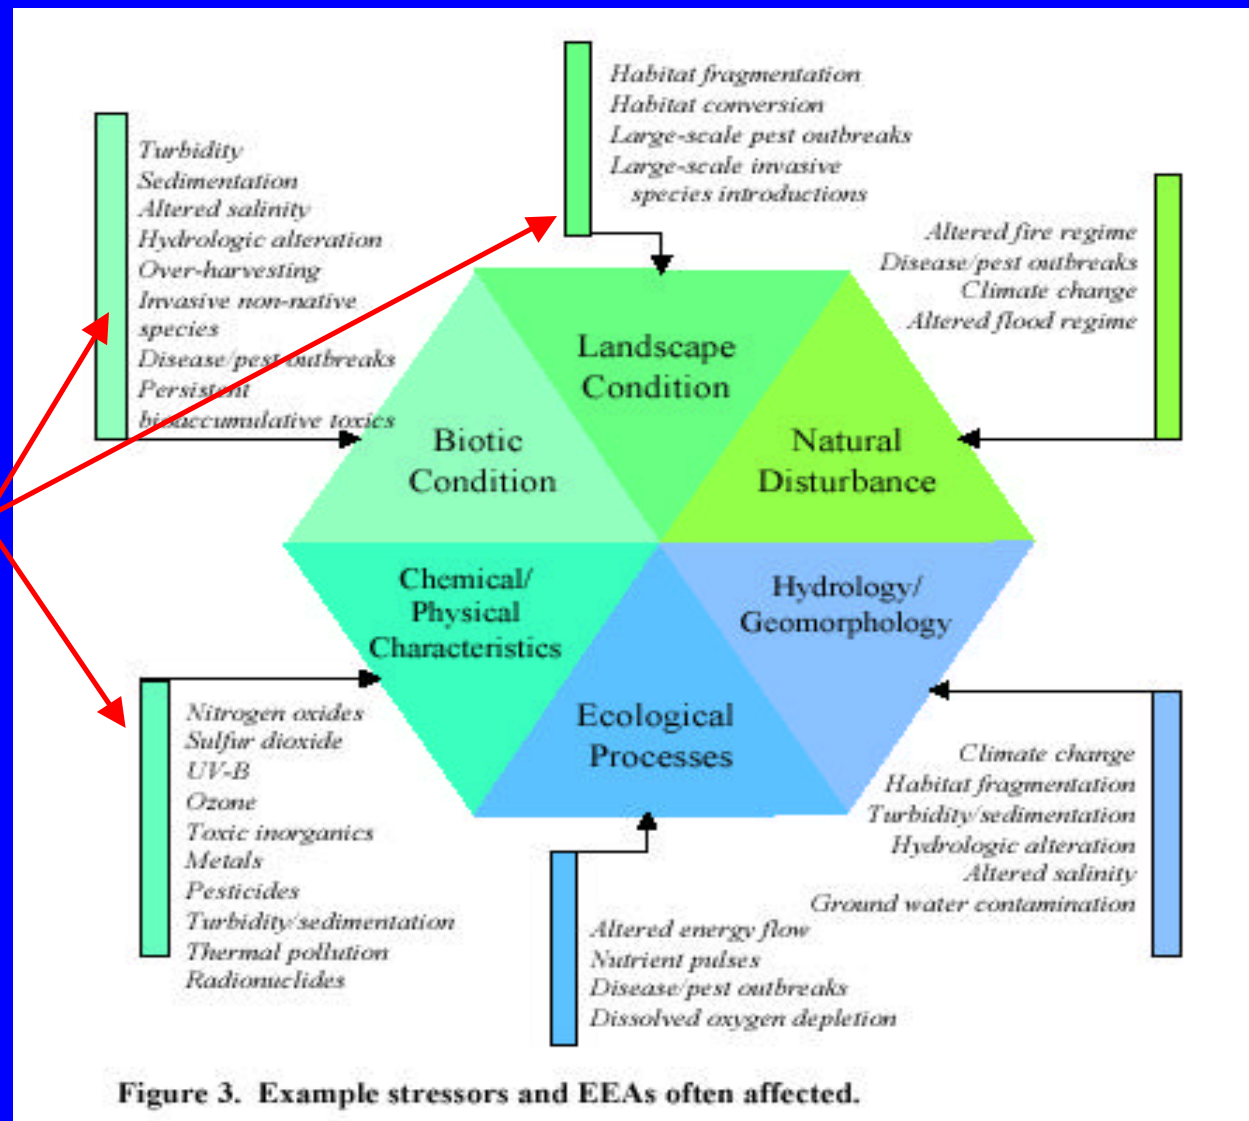 Habitat fragmentation
Habitat conversion
Large-scale pest outbreaks
Large-scale invasive
species introductions
Turbidity
Sedimentation
Altered salinity
Hydrologic alteration
Over-harvesting
Invasive non-native
species
Disease/pest outbreaks
Persistent
bioaccumulative toxics
Altered fire regime
Disease/pest outbreaks
Climate change
Altered flood regime
Landscape
Condition
Biotic
Condition
Natural
Disturbance
Chemical/
Physical
Characteristics
Hydrology/
Geomorphology
Ecological
Processes
Nitrogen oxides
Sulfur dioxide
UV-B
Ozone
Toxic inorganics
Metals
Pesticides
Turbidity/sedimentation
Thermal pollution
Radionuclides
Climate change
Habitat fragmentation
Turbidity/sedimentation
Hydrologic alteration
Altered salinity
Ground water contamination
Altered energy flow
Nutrient pulses
Disease/pest outbreaks
Dissolved oxygen depletion
Figure 3. Example stressors and EEAs often affected.